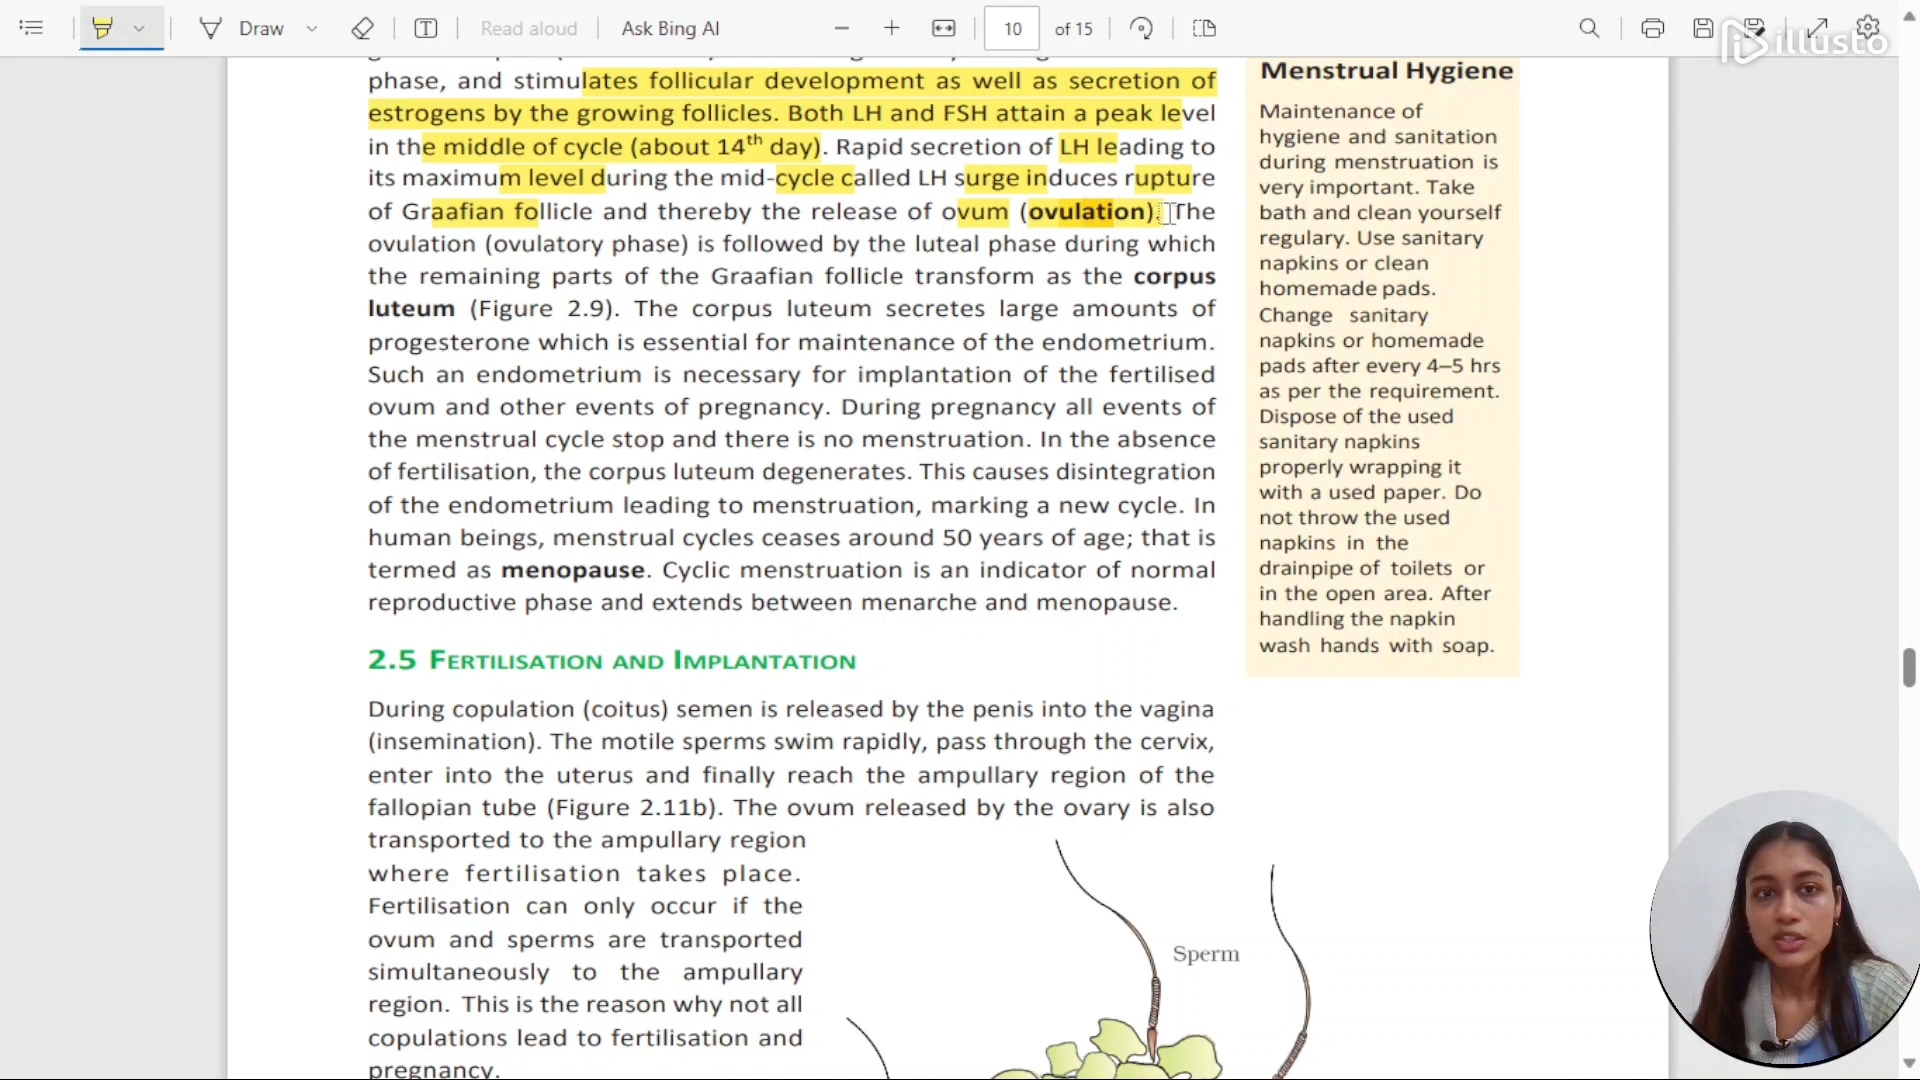 Draw
Read aloud
Ask Bing AI
10
of 15
illusto
phase, and stimulates follicular development as well as secretion of
estrogens by the growing follicles. Both LH and FSH attain a peak level
in the middle of cycle (about 14th day). Rapid secretion of LH leading to
its maximum level during the mid-cycle called LH surge induces rupture
of Graafian follicle and thereby the release of ovum (ovulation). The
ovulation (ovulatory phase) is followed by the luteal phase during which
the remaining parts of the Graafian follicle transform as the corpus
luteum (Figure 2.9). The corpus luteum secretes large amounts of
progesterone which is essential for maintenance of the endometrium.
Such an endometrium is necessary for implantation of the fertilised
ovum and other events of pregnancy. During pregnancy all events of
the menstrual cycle stop and there is no menstruation. In the absence
of fertilisation, the corpus luteum degenerates. This causes disintegration
of the endometrium leading to menstruation, marking a new cycle. In
human beings, menstrual cycles ceases around 50 years of age; that is
termed as menopause. Cyclic menstruation is an indicator of normal
reproductive phase and extends between menarche and menopause.
2.5 FERTILISATION AND IMPLANTATION
During copulation (coitus) semen is released by the penis into the vagina
(insemination). The motile sperms swim rapidly, pass through the cervix,
enter into the uterus and finally reach the ampullary region of the
fallopian tube (Figure 2.11b). The ovum released by the ovary is also
transported to the ampullary region
where fertilisation takes place.
Fertilisation can only occur if the
ovum and sperms are transported
simultaneously to the ampullary
region. This is the reason why not all
copulations lead to fertilisation and
pregnancy.
Sperm
Menstrual Hygiene
Maintenance of
hygiene and sanitation
during menstruation is
very important. Take
bath and clean yourself
regulary. Use sanitary
napkins or clean
homemade pads.
Change sanitary
napkins or homemade
pads after every 4–5 hrs
as per the requirement.
Dispose of the used
sanitary napkins
properly wrapping it
with a used paper. Do
not throw the used
napkins in the
drainpipe of toilets or
in the open area. After
handling the napkin
wash hands with soap.